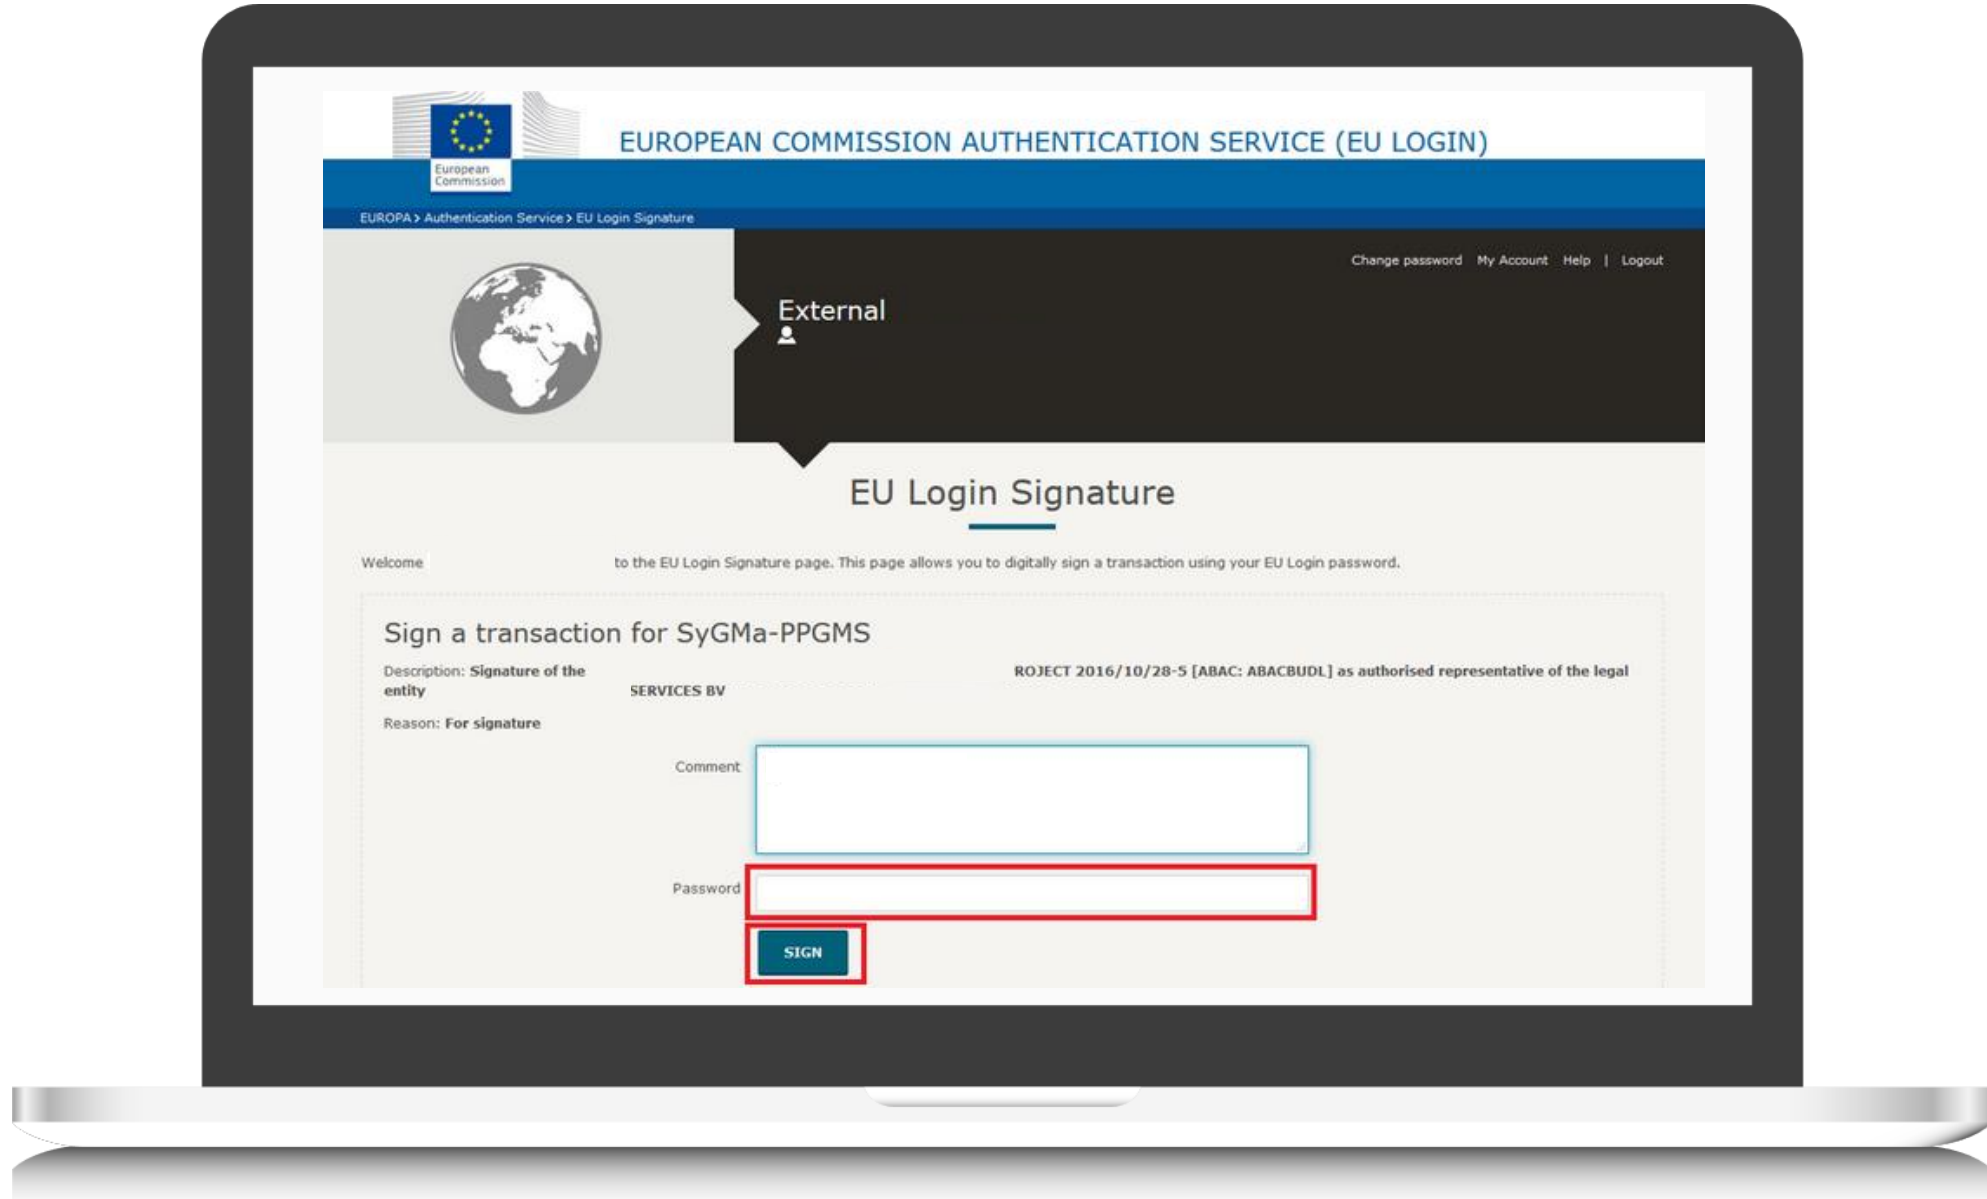 EUROPEAN COMMISSION AUTHENTICATION SERVICE (EU LOGIN)
European
Commission
EUROPA > Authentication Service > EU Login Signature
Change password My Account Help | Logout
External
EU Login Signature
Welcome to the EU Login Signature page. This page allows you to digitally sign a transaction using your EU Login password.
Sign a transaction for SyGMa-PPGMS
Description: Signature of the ROJECT 2016/10/28-5 [ABAC: ABACBUDL] as authorised representative of the legal
entity SERVICES BV
Reason: For signature
Comment
Password
SIGN